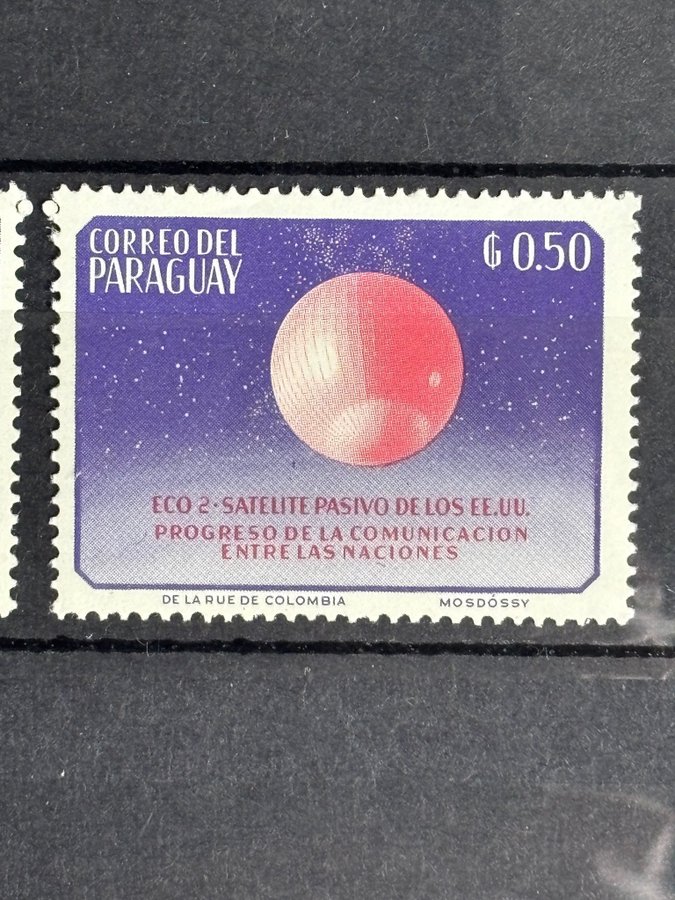 CORREO DEL
PARAGUAY
₲ 0.50
ECO 2·SATELITE PASIVO DE LOS EE.UU.
PROGRESO DE LA COMUNICACION
ENTRE LAS NACIONES
DE LA RUE DE COLOMBIA
MOSDÓSSY